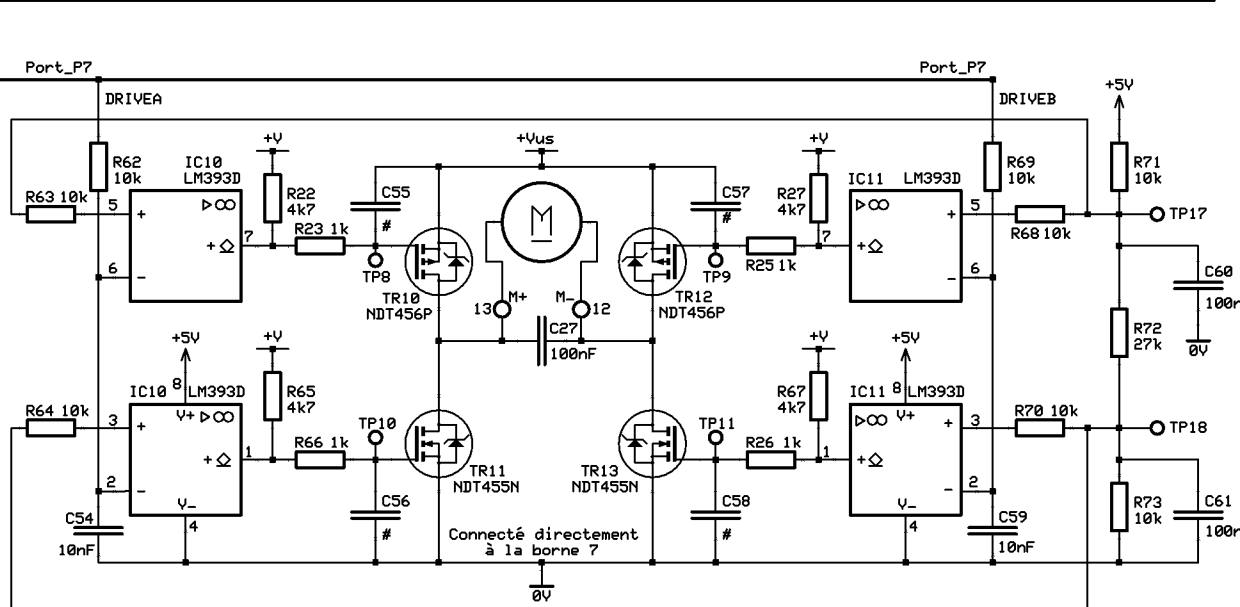 Port_P7
Port_P7
DRIVEA
DRIVEB
+5V
+V
+Vus
+V
R62
10k
IC10
LM393D
R22
4k7
C55
#
M
C57
#
R27
4k7
IC11
LM393D
R69
10k
R71
10k
R63 10k
5
+
▷∞
+
7
R23 1k
TP8
TR10
NDT456P
6
-
13
M+
M-
12
C27
100nF
TR12
NDT456P
TP9
R25 1k
7
▷∞
+
5
+
R68 10k
TP17
6
-
C60
100n
R72
27k
0V
+5V
+V
+V
+5V
IC10
8
LM393D
V+
▷∞
R65
4k7
R67
4k7
IC11
8
LM393D
V+
▷∞
R64 10k
3
+
+
1
R66 1k
TP10
TR11
NDT455N
TP11
TR13
NDT455N
R26 1k
1
+
3
+
R70 10k
TP18
2
-
V-
4
C54
10nF
C56
#
Connecté directement
à la borne 7
C58
#
V-
4
2
-
C59
10nF
R73
10k
C61
100n
0V